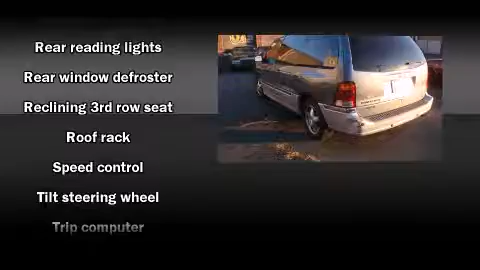 Rear reading lights
Rear window defroster
Reclining 3rd row seat
Roof rack
Speed control
Tilt steering wheel
Trip computer